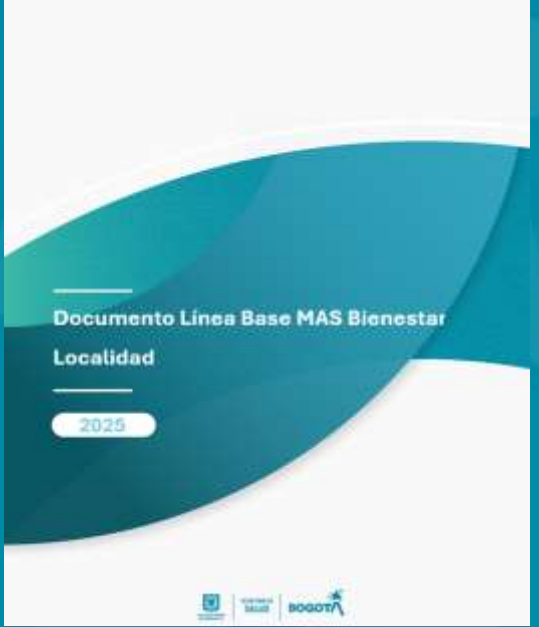 Documento Línea Base MAS Bienestar
Localidad
2025
SALUD
BOGOTÁ